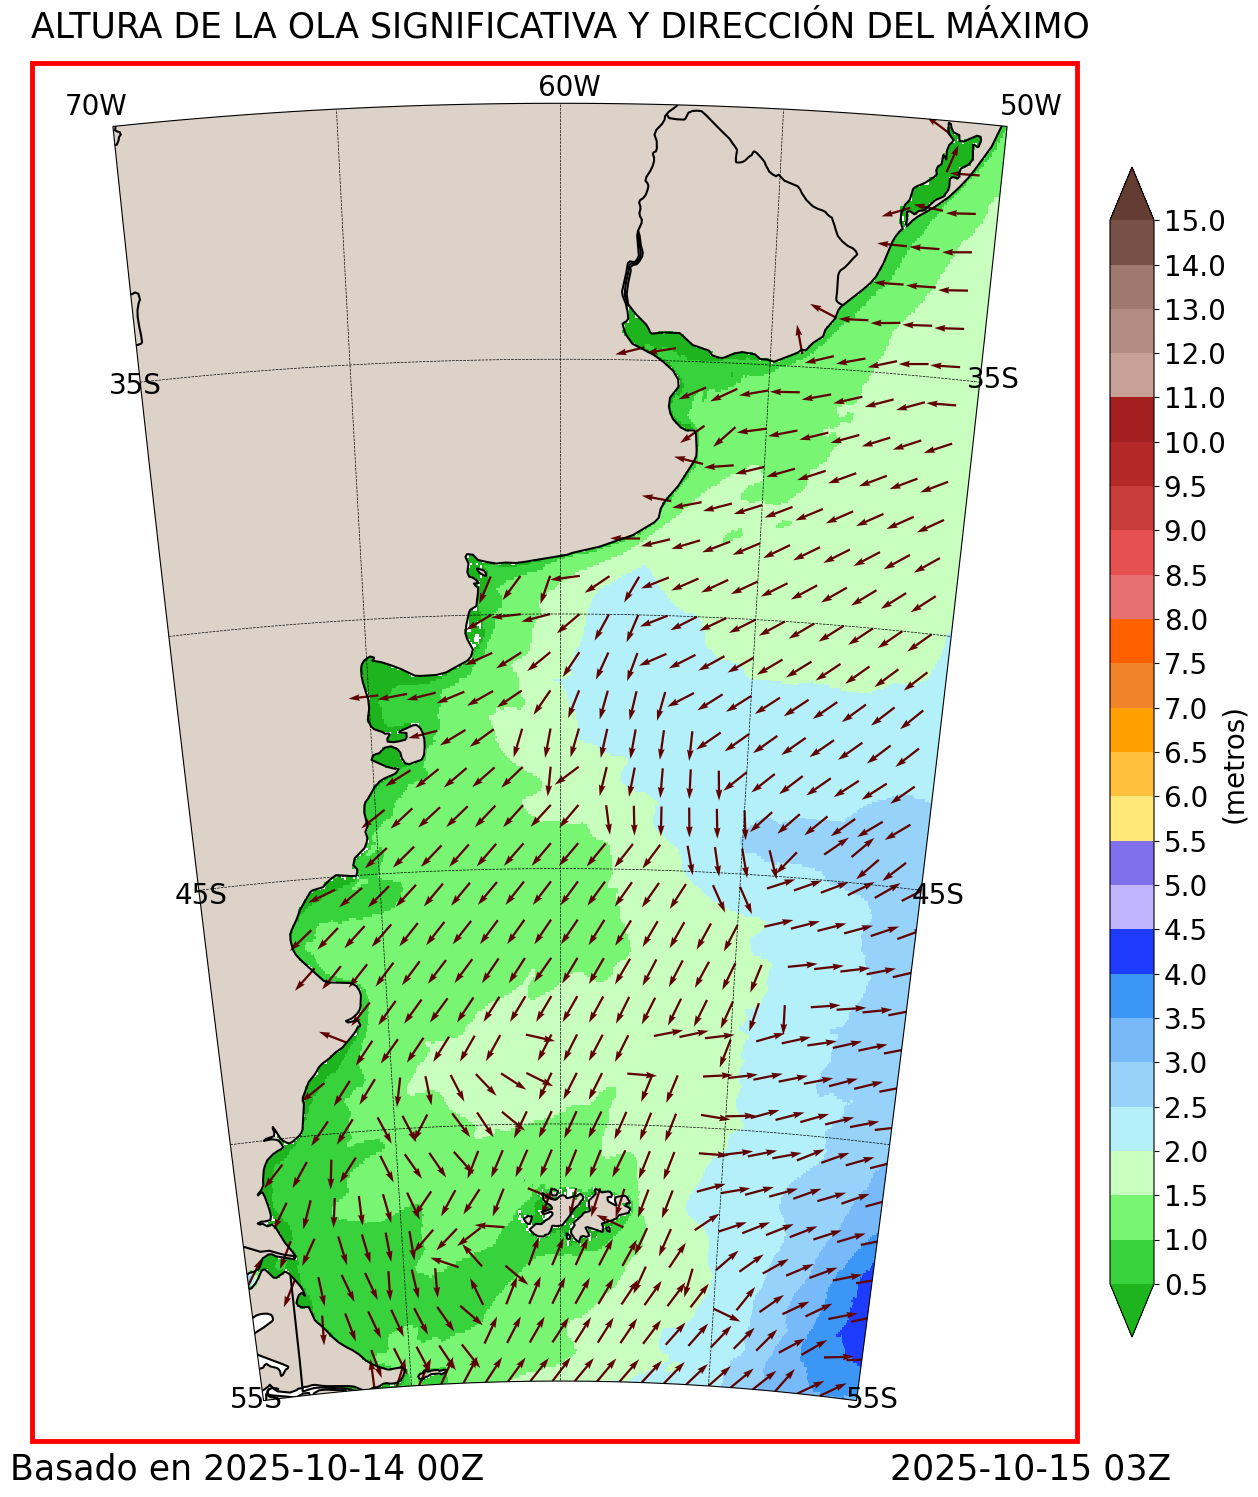 ALTURA DE LA OLA SIGNIFICATIVA Y DIRECCIÓN DEL MÁXIMO
70W
60W
50W
35S
35S
45S
45S
55S
55S
15.0
14.0
13.0
12.0
11.0
10.0
9.5
9.0
8.5
8.0
7.5
7.0
6.5
6.0
5.5
5.0
4.5
4.0
3.5
3.0
2.5
2.0
1.5
1.0
0.5
(metros)
Basado en 2025-10-14 00Z
2025-10-15 03Z